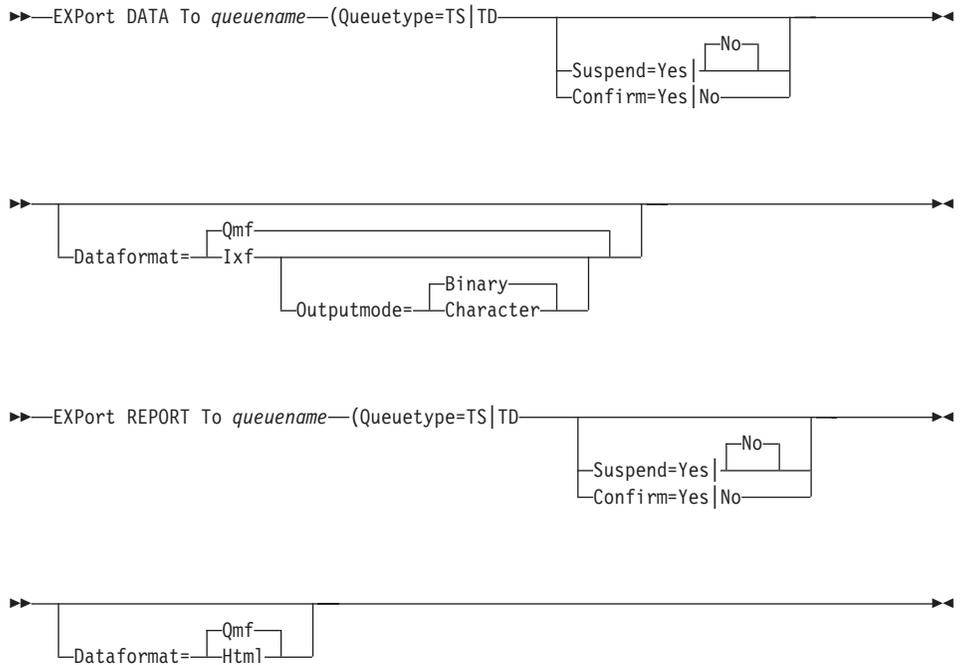 EXPort DATA To queuename (Queuetype=TS|TD
No
Suspend=Yes|
Confirm=Yes|No
Qmf
Dataformat= Ixf
Binary
Outputmode= Character
EXPort REPORT To queuename (Queuetype=TS|TD
No
Suspend=Yes|
Confirm=Yes|No
Qmf
Dataformat= Html